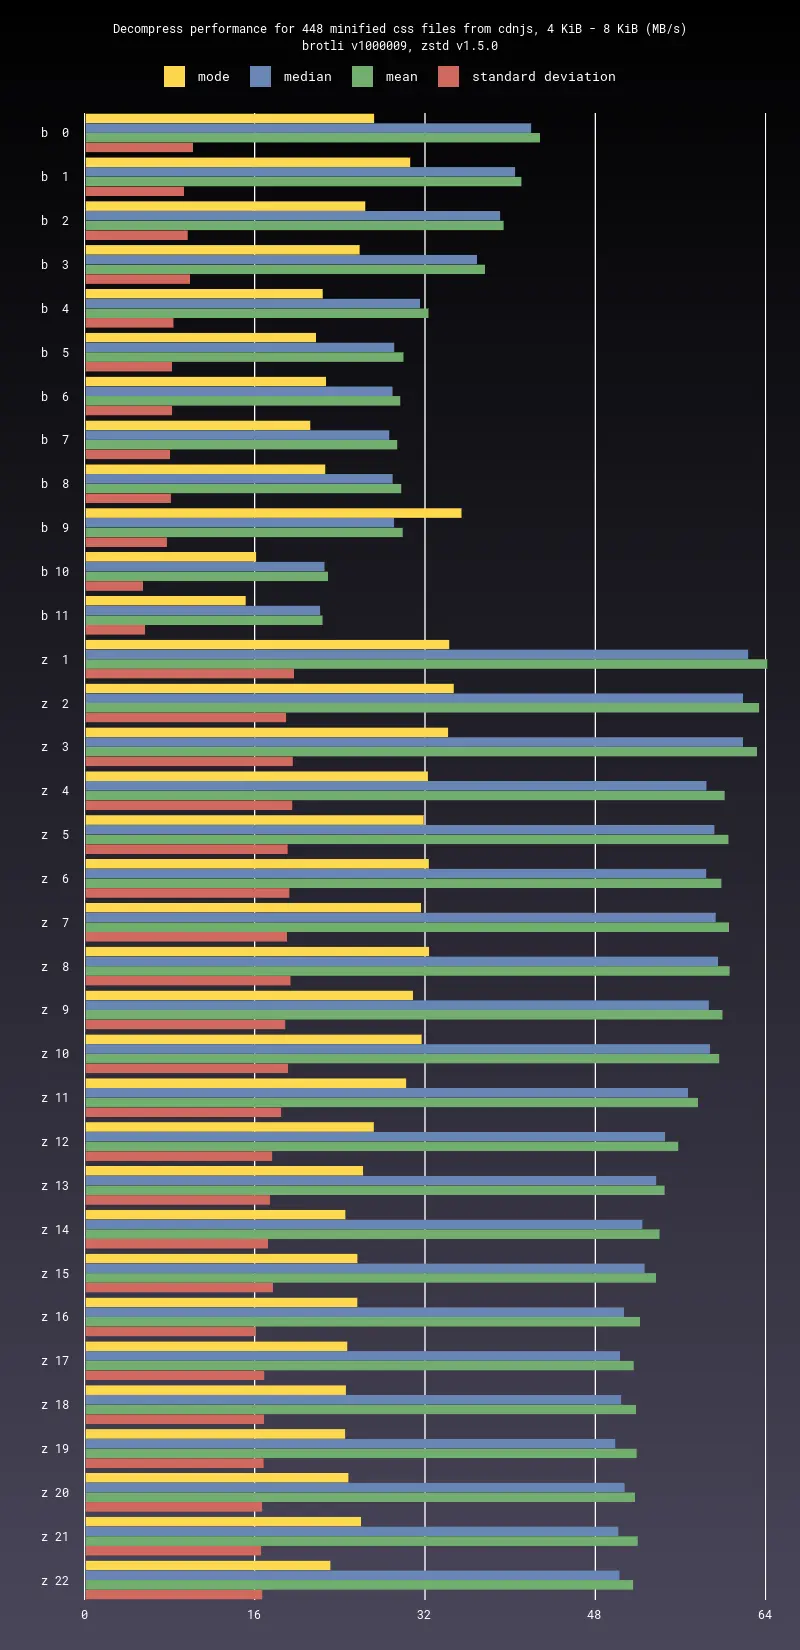 Decompress performance for 448 minified css files from cdnjs, 4 KiB - 8 KiB (MB/s)
brotli v1000009, zstd v1.5.0
mode median mean standard deviation
b 0
b 1
b 2
b 3
b 4
b 5
b 6
b 7
b 8
b 9
b 10
b 11
z 1
z 2
z 3
z 4
z 5
z 6
z 7
z 8
z 9
z 10
z 11
z 12
z 13
z 14
z 15
z 16
z 17
z 18
z 19
z 20
z 21
z 22
0 16 32 48 64